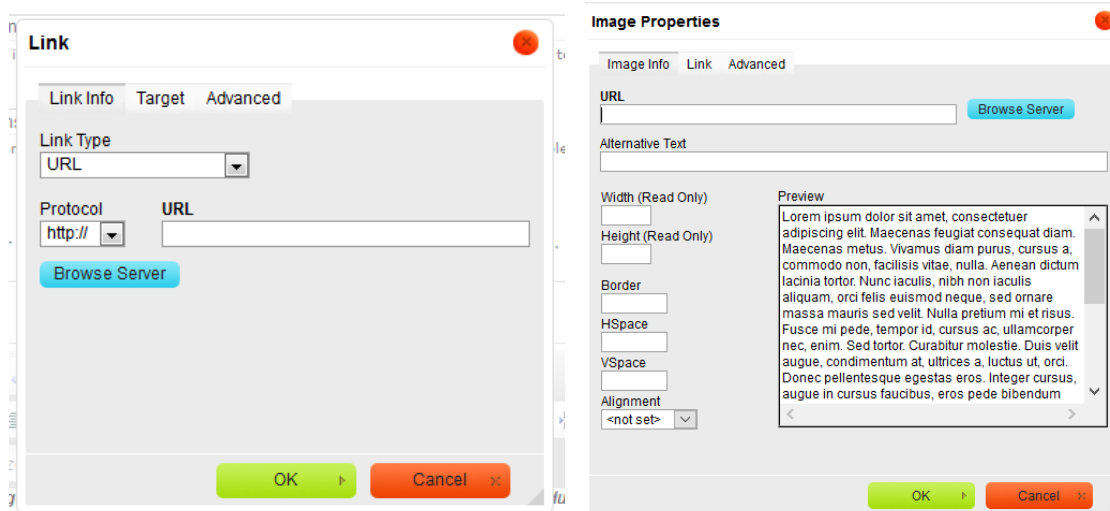 Link
Link Info Target Advanced
Link Type
URL
Protocol URL
http://
Browse Server
OK
Cancel
Image Properties
Image Info Link Advanced
URL
Browse Server
Alternative Text
Width (Read Only)
Height (Read Only)
Border
HSpace
VSpace
Alignment
<not set>
Preview
Lorem ipsum dolor sit amet, consectetuer
adipiscing elit. Maecenas feugiat consequat diam.
Maecenas metus. Vivamus diam purus, cursus a,
commodo non, facilisis vitae, nulla. Aenean dictum
lacinia tortor. Nunc iaculis, nibh non iaculis
aliquam, orci felis euismod neque, sed ornare
massa mauris sed velit. Nulla pretium mi et risus.
Fusce mi pede, tempor id, cursus ac, ullamcorper
nec, enim. Sed tortor. Curabitur molestie. Duis velit
augue, condimentum at, ultrices a, luctus ut, orci.
Donec pellentesque egestas eros. Integer cursus,
augue in cursus faucibus, eros pede bibendum
OK
Cancel